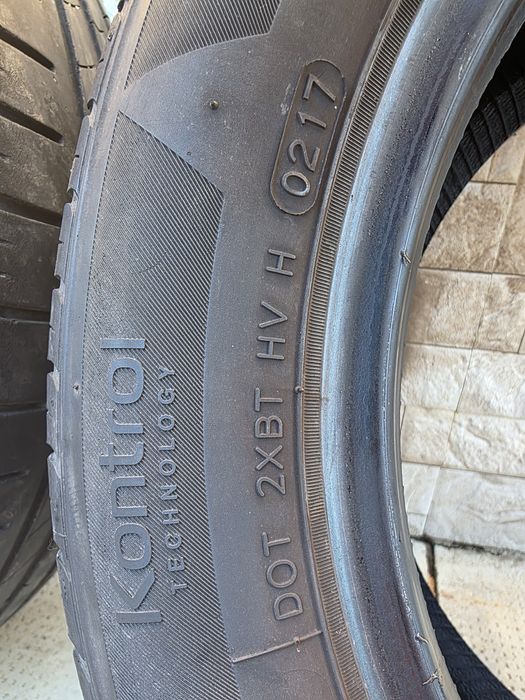 Kontrol
TECHNOLOGY
DOT 2XBT HV H 0217